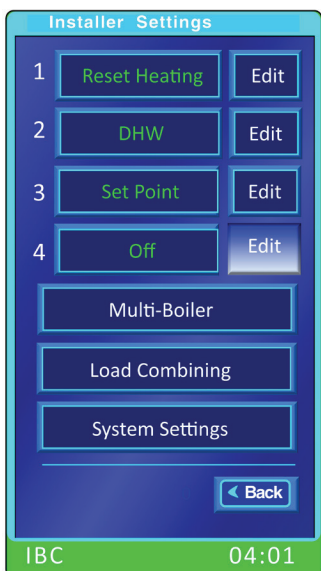 Installer Settings
1 Reset Heating Edit
2 DHW Edit
3 Set Point Edit
4 Off Edit
Multi-Boiler
Load Combining
System Settings
Back
IBC 04:01